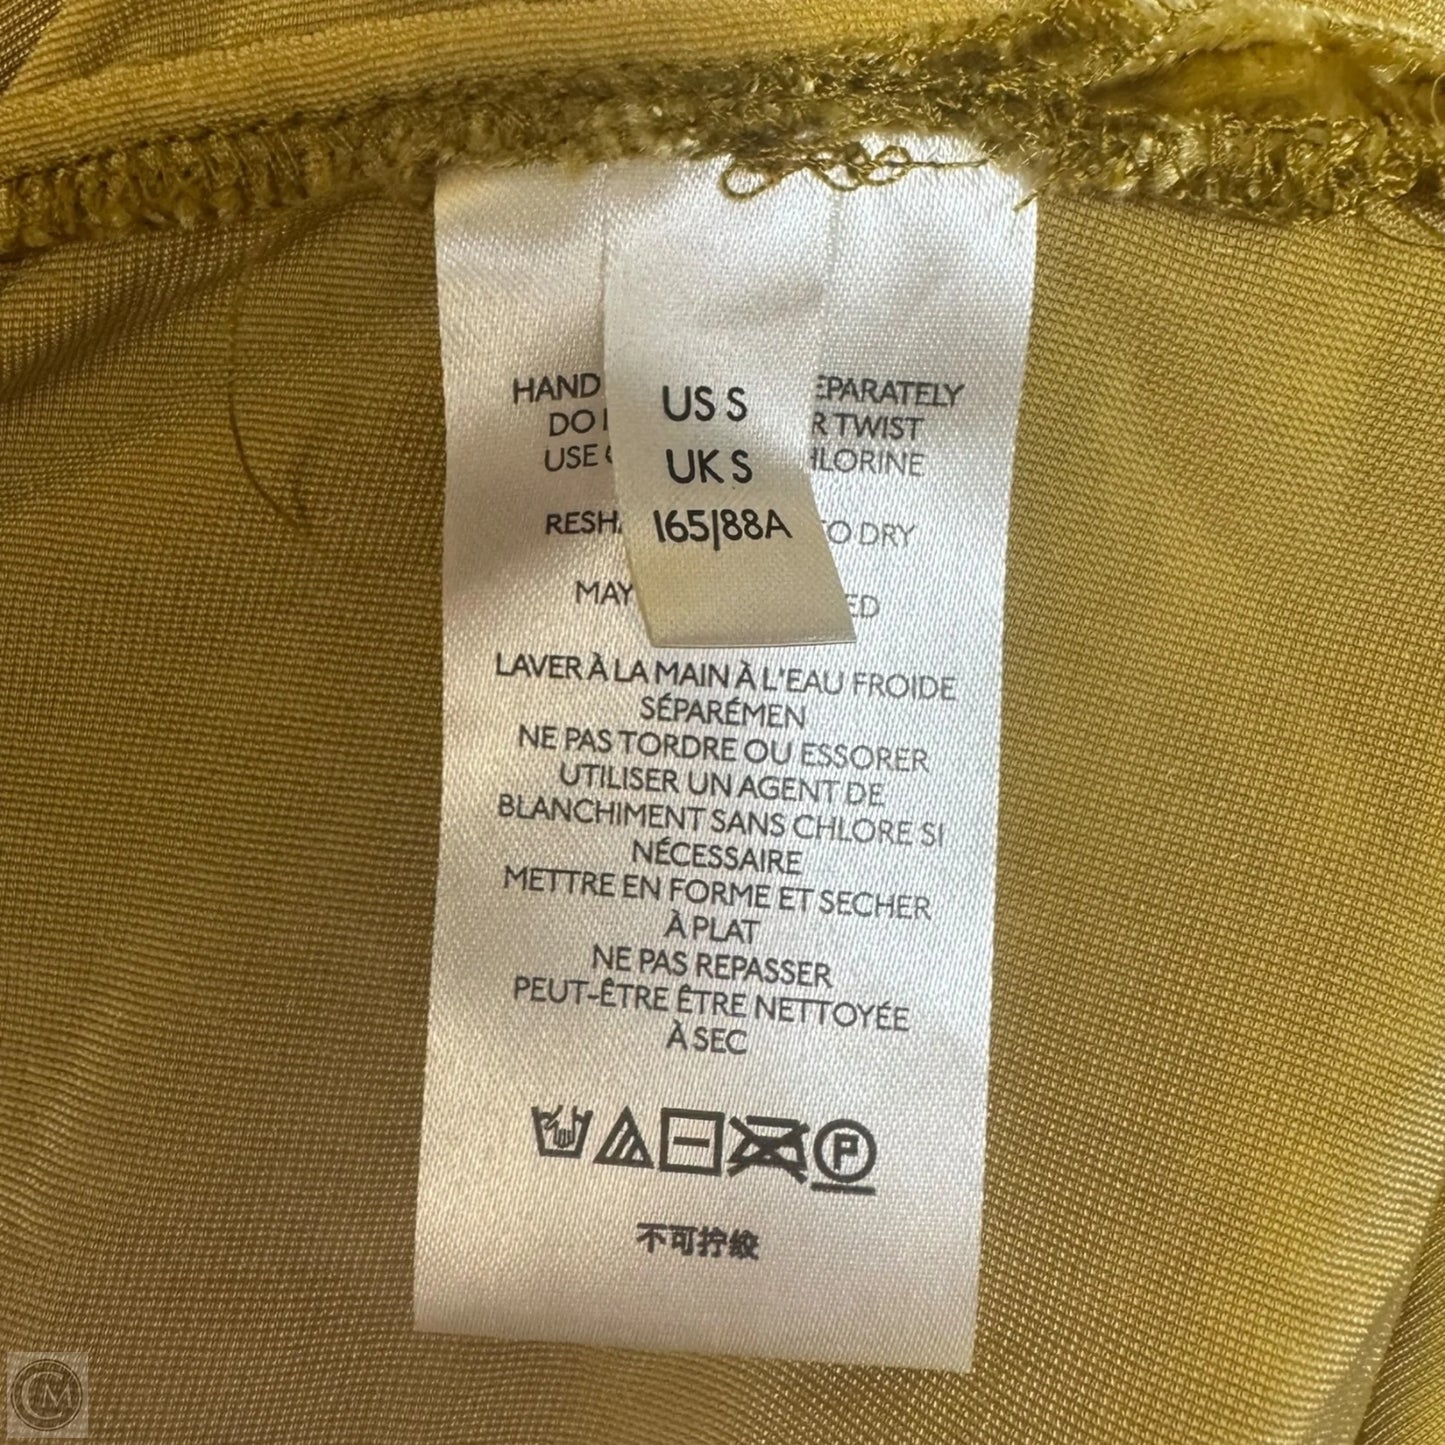 US S
UK S
165/88A
HAND EPARATELY
DO R TWIST
USE HLORINE
RESH O DRY
MAY ED
LAVER À LA MAIN À L'EAU FROIDE
SÉPARÉMEN
NE PAS TORDRE OU ESSORER
UTILISER UN AGENT DE
BLANCHIMENT SANS CHLORE SI
NÉCESSAIRE
METTRE EN FORME ET SECHER
À PLAT
NE PAS REPASSER
PEUT-ÊTRE ÊTRE NETTOYÉE
À SEC
P
不可拧绞
CM